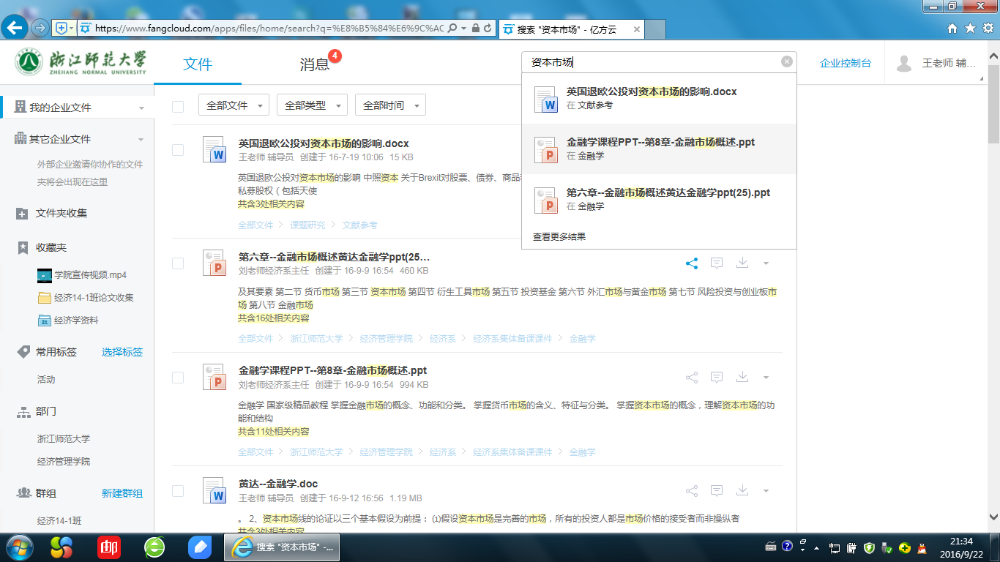 https://www.fangcloud.com/apps/files/home/search?q=%E8%B5%84%E6%9C%AC
搜索 "资本市场" - 亿方云
浙江师范大学
ZHEJIANG NORMAL UNIVERSITY
文件
消息
4
资本市场
企业控制台
王老师 辅...
我的企业文件
其它企业文件
外部企业邀请你协作的文件
夹将会出现在这里
文件夹收集
收藏夹
学院宣传视频.mp4
经济14-1班论文收集
经济学资料
常用标签 选择标签
活动
部门
浙江师范大学
经济管理学院
群组 新建群组
经济14-1班
全部文件 全部类型 全部时间
英国退欧公投对资本市场的影响.docx
在 文献参考
金融学课程PPT--第8章-金融市场概述.ppt
在 金融学
第六章--金融市场概述黄达金融学ppt(25).ppt
在 金融学
查看更多结果
英国退欧公投对资本市场的影响.docx
王老师 辅导员 创建于 16-7-19 10:06 15 KB
英国退欧公投对资本市场的影响 中照资本 关于Brexit对股票、债券、商品
私募股权（包括天使
共含3处相关内容
全部文件 > 课题研究 > 文献参考
第六章--金融市场概述黄达金融学ppt(25...
刘老师经济系主任 创建于 16-9-9 16:54 460 KB
及其要素 第二节 货币市场 第三节 资本市场 第四节 衍生工具市场 第五节 投资基金 第六节 外汇市场与黄金市场 第七节 风险投资与创业板市
场 第八节 金融市场
共含16处相关内容
全部文件 > 浙江师范大学 > 经济管理学院 > 经济系 > 经济系集体备课课件 > 金融学
金融学课程PPT--第8章-金融市场概述.ppt
刘老师经济系主任 创建于 16-9-9 16:54 994 KB
金融学 国家级精品教程 掌握金融市场的概念、功能和分类。 掌握货币市场的含义、特征与分类。 掌握资本市场的概念，理解资本市场的功
能和结构
共含11处相关内容
全部文件 > 浙江师范大学 > 经济管理学院 > 经济系 > 经济系集体备课课件 > 金融学
黄达--金融学.doc
王老师 辅导员 创建于 16-9-12 16:56 1.19 MB
。 2、资本市场线的论证以三个基本假设为前提： ⑴假设资本市场是完善的市场，所有的投资人都是市场价格的接受者而非操纵者
共含3处相关内容
邮
搜索 "资本市场" -...
21:34
2016/9/22